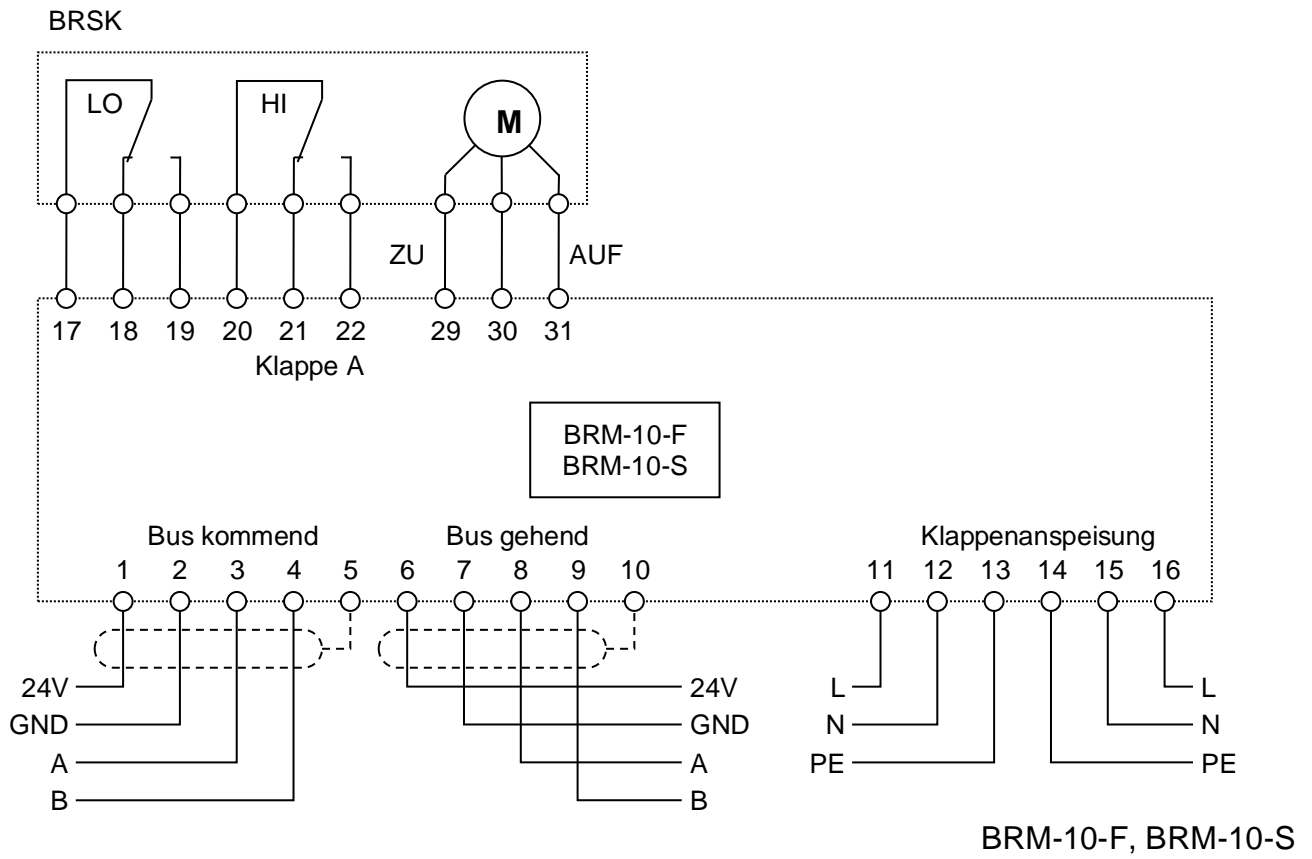 BRSK
LO HI M
ZU AUF
17 18 19 20 21 22 29 30 31
Klappe A
BRM-10-F
BRM-10-S
Bus kommend Bus gehend Klappenanspeisung
1 2 3 4 5 6 7 8 9 10 11 12 13 14 15 16
24V 24V L L
GND GND N N
A A PE PE
B B
BRM-10-F, BRM-10-S